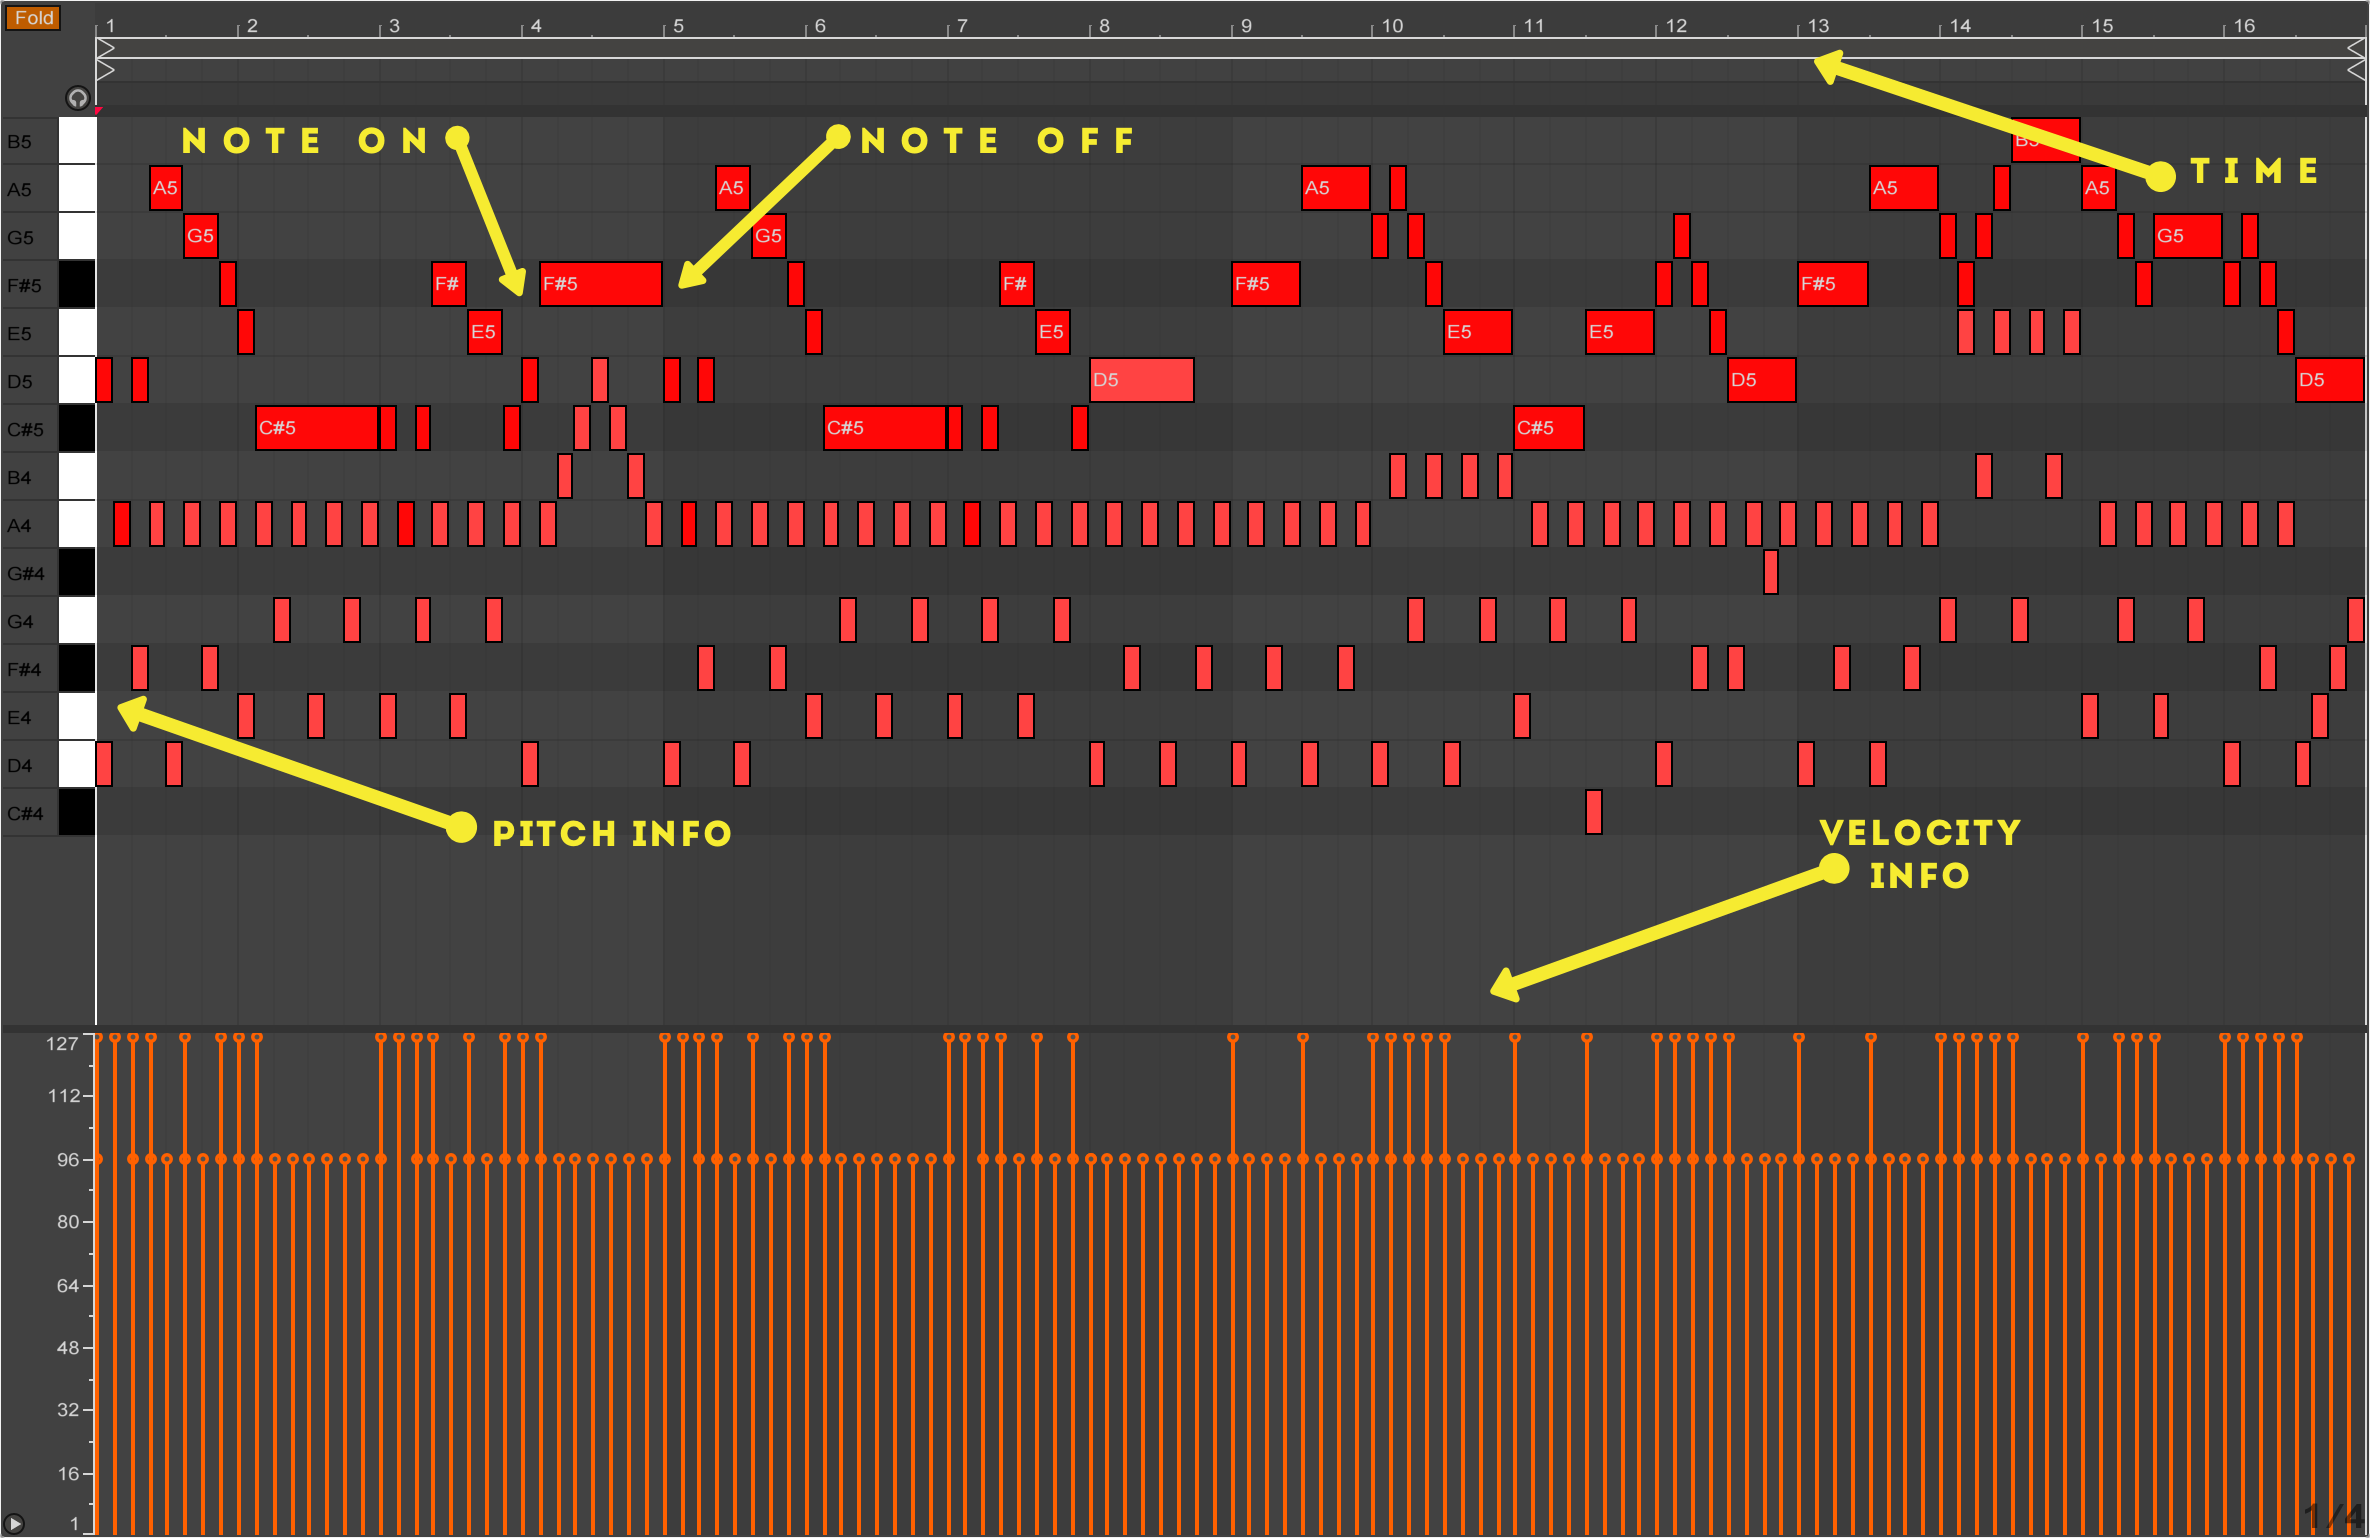 Fold
1 2 3 4 5 6 7 8 9 10 11 12 13 14 15 16
NOTE ON
NOTE OFF
TIME
B5
B5
A5
A5 A5 A5 A5 A5
G5
G5 G5 G5
F#5
F# F#5 F# F#5 F#5
E5
E5 E5 E5 E5
D5
D5 D5 D5
C#5
C#5 C#5 C#5
B4
A4
G#4
G4
F#4
E4
D4
C#4
PITCH INFO
VELOCITY
INFO
127
112
96
80
64
48
32
16
1
1/4